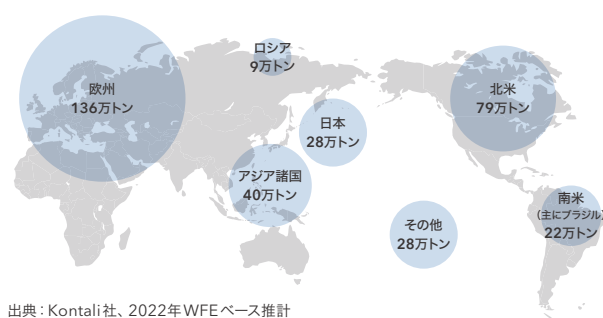 欧州
136万トン
ロシア
9万トン
日本
28万トン
アジア諸国
40万トン
北米
79万トン
南米
(主にブラジル)
22万トン
その他
28万トン
出典：Kontali社、2022年WFEベース推計